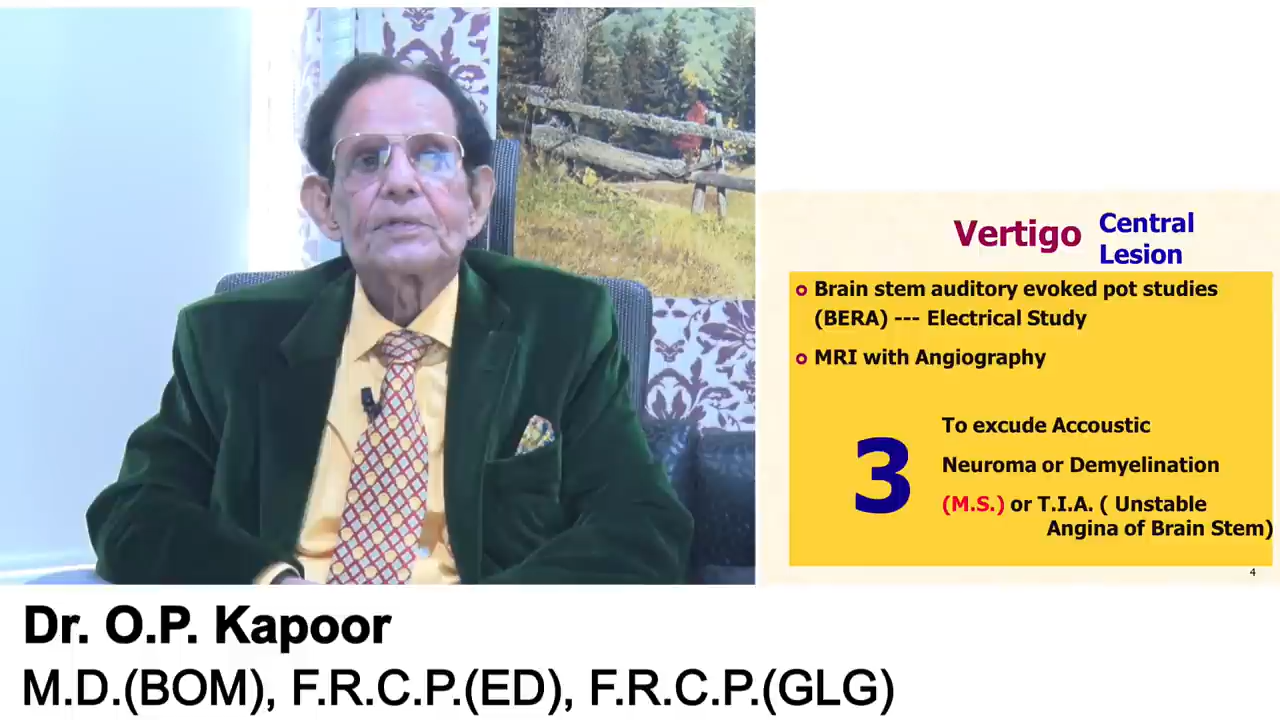 Vertigo Central
Lesion
Brain stem auditory evoked pot studies
(BERA) --- Electrical Study
MRI with Angiography
3
To excude Accoustic
Neuroma or Demyelination
(M.S.) or T.I.A. ( Unstable
Angina of Brain Stem)
4
Dr. O.P. Kapoor
M.D.(BOM), F.R.C.P.(ED), F.R.C.P.(GLG)